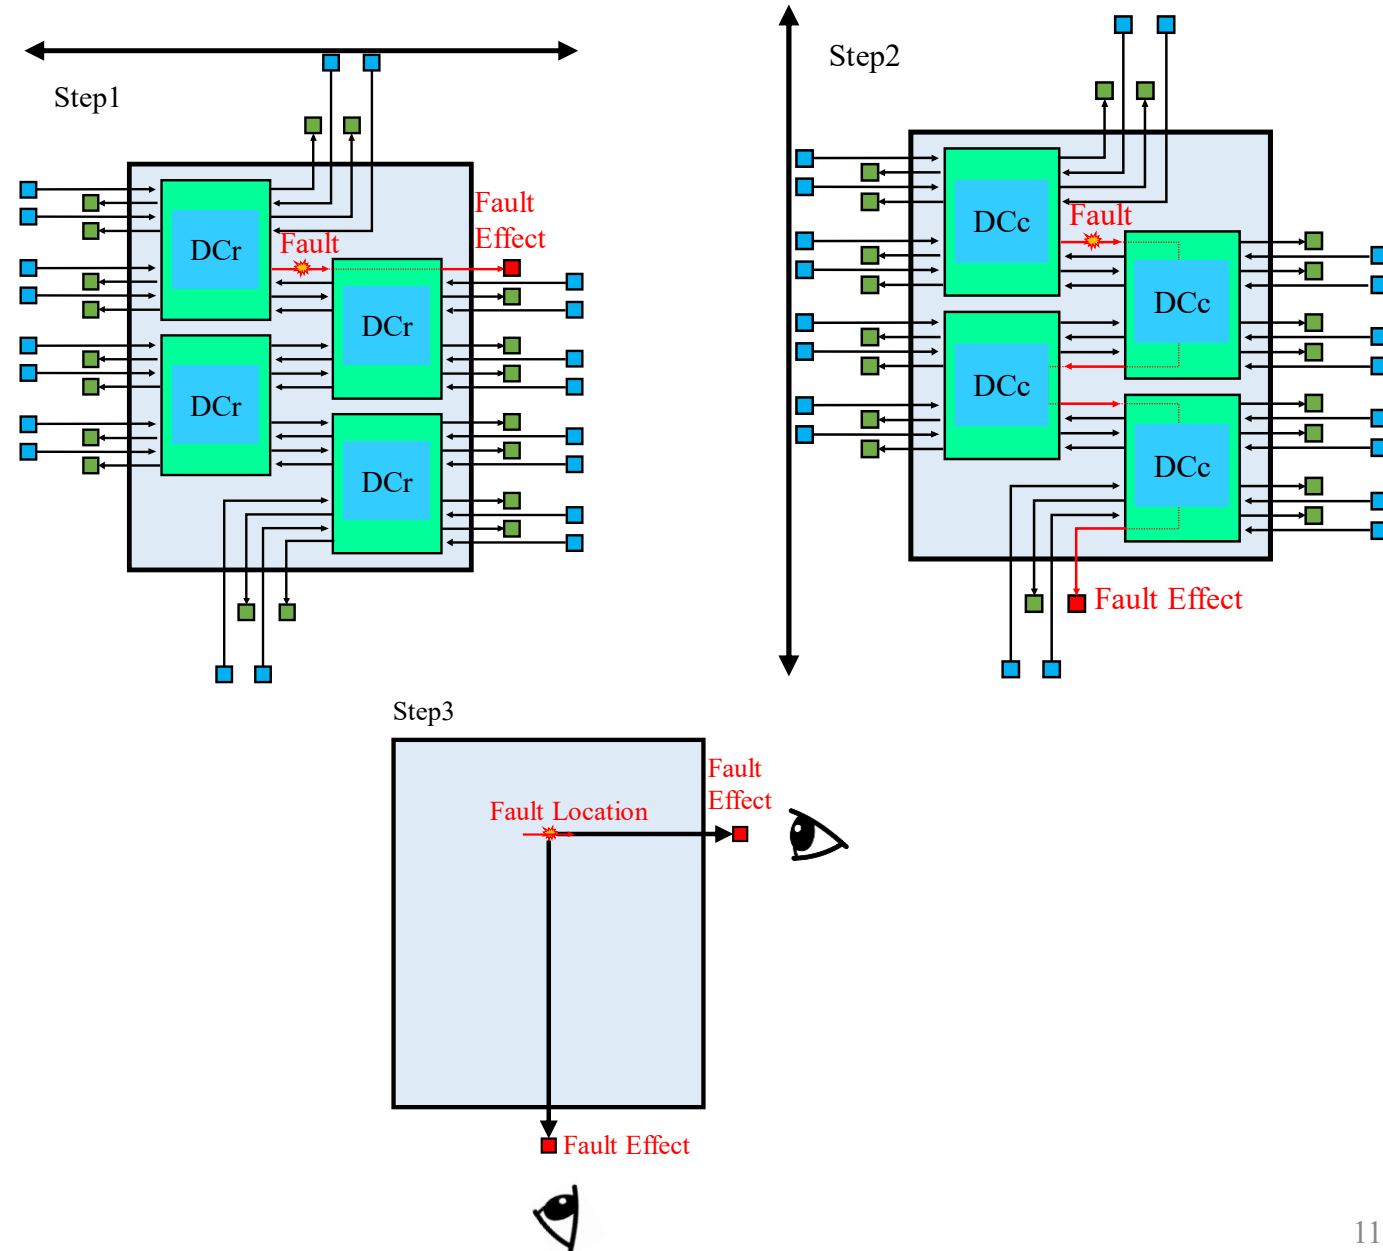 Step1
Fault
Effect
Fault
DCr
DCr
DCr
DCr
Step2
Fault
DCc
DCc
DCc
DCc
Fault Effect
Step3
Fault
Effect
Fault Location
Fault Effect
11